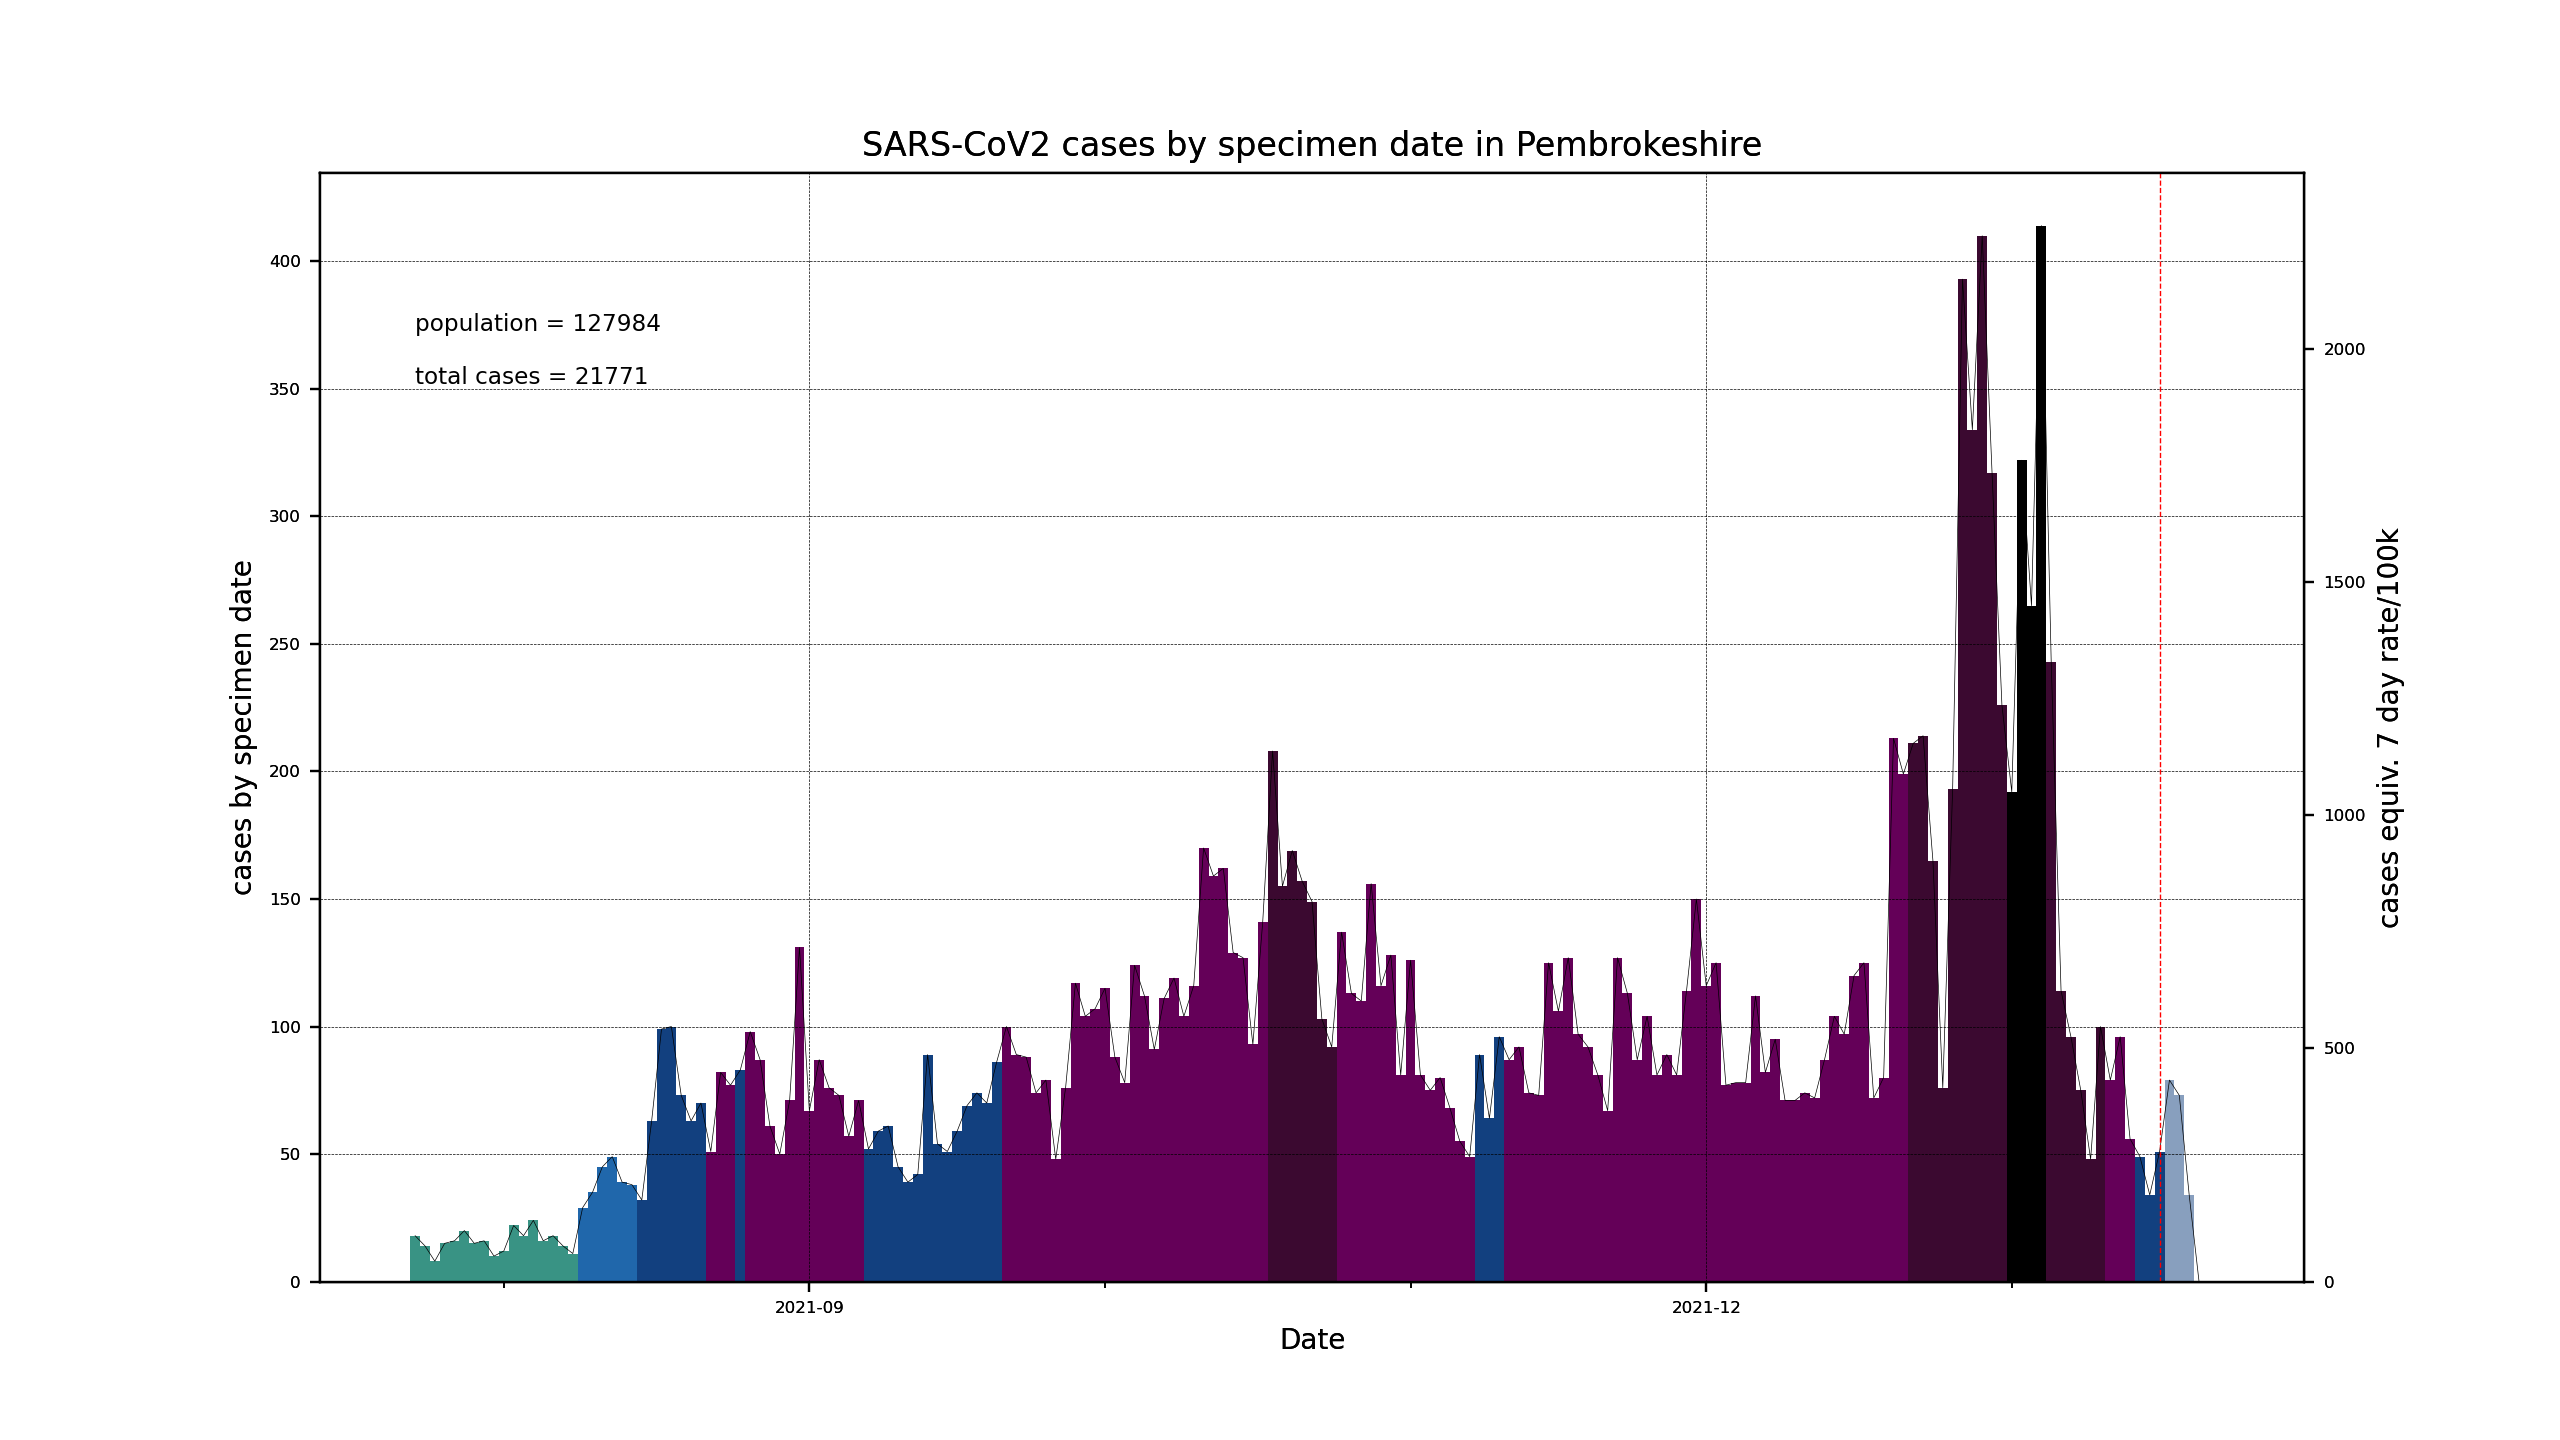 SARS-CoV2 cases by specimen date in Pembrokeshire
population = 127984
total cases = 21771
cases by specimen date
400
350
300
250
200
150
100
50
0
2000
1500
1000
500
0
cases equiv. 7 day rate/100k
2021-09
2021-12
Date